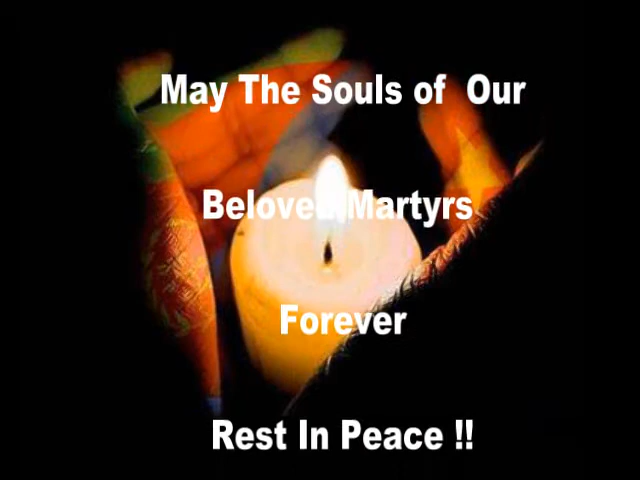 May The Souls of Our
Beloved Martyrs
Forever
Rest In Peace !!